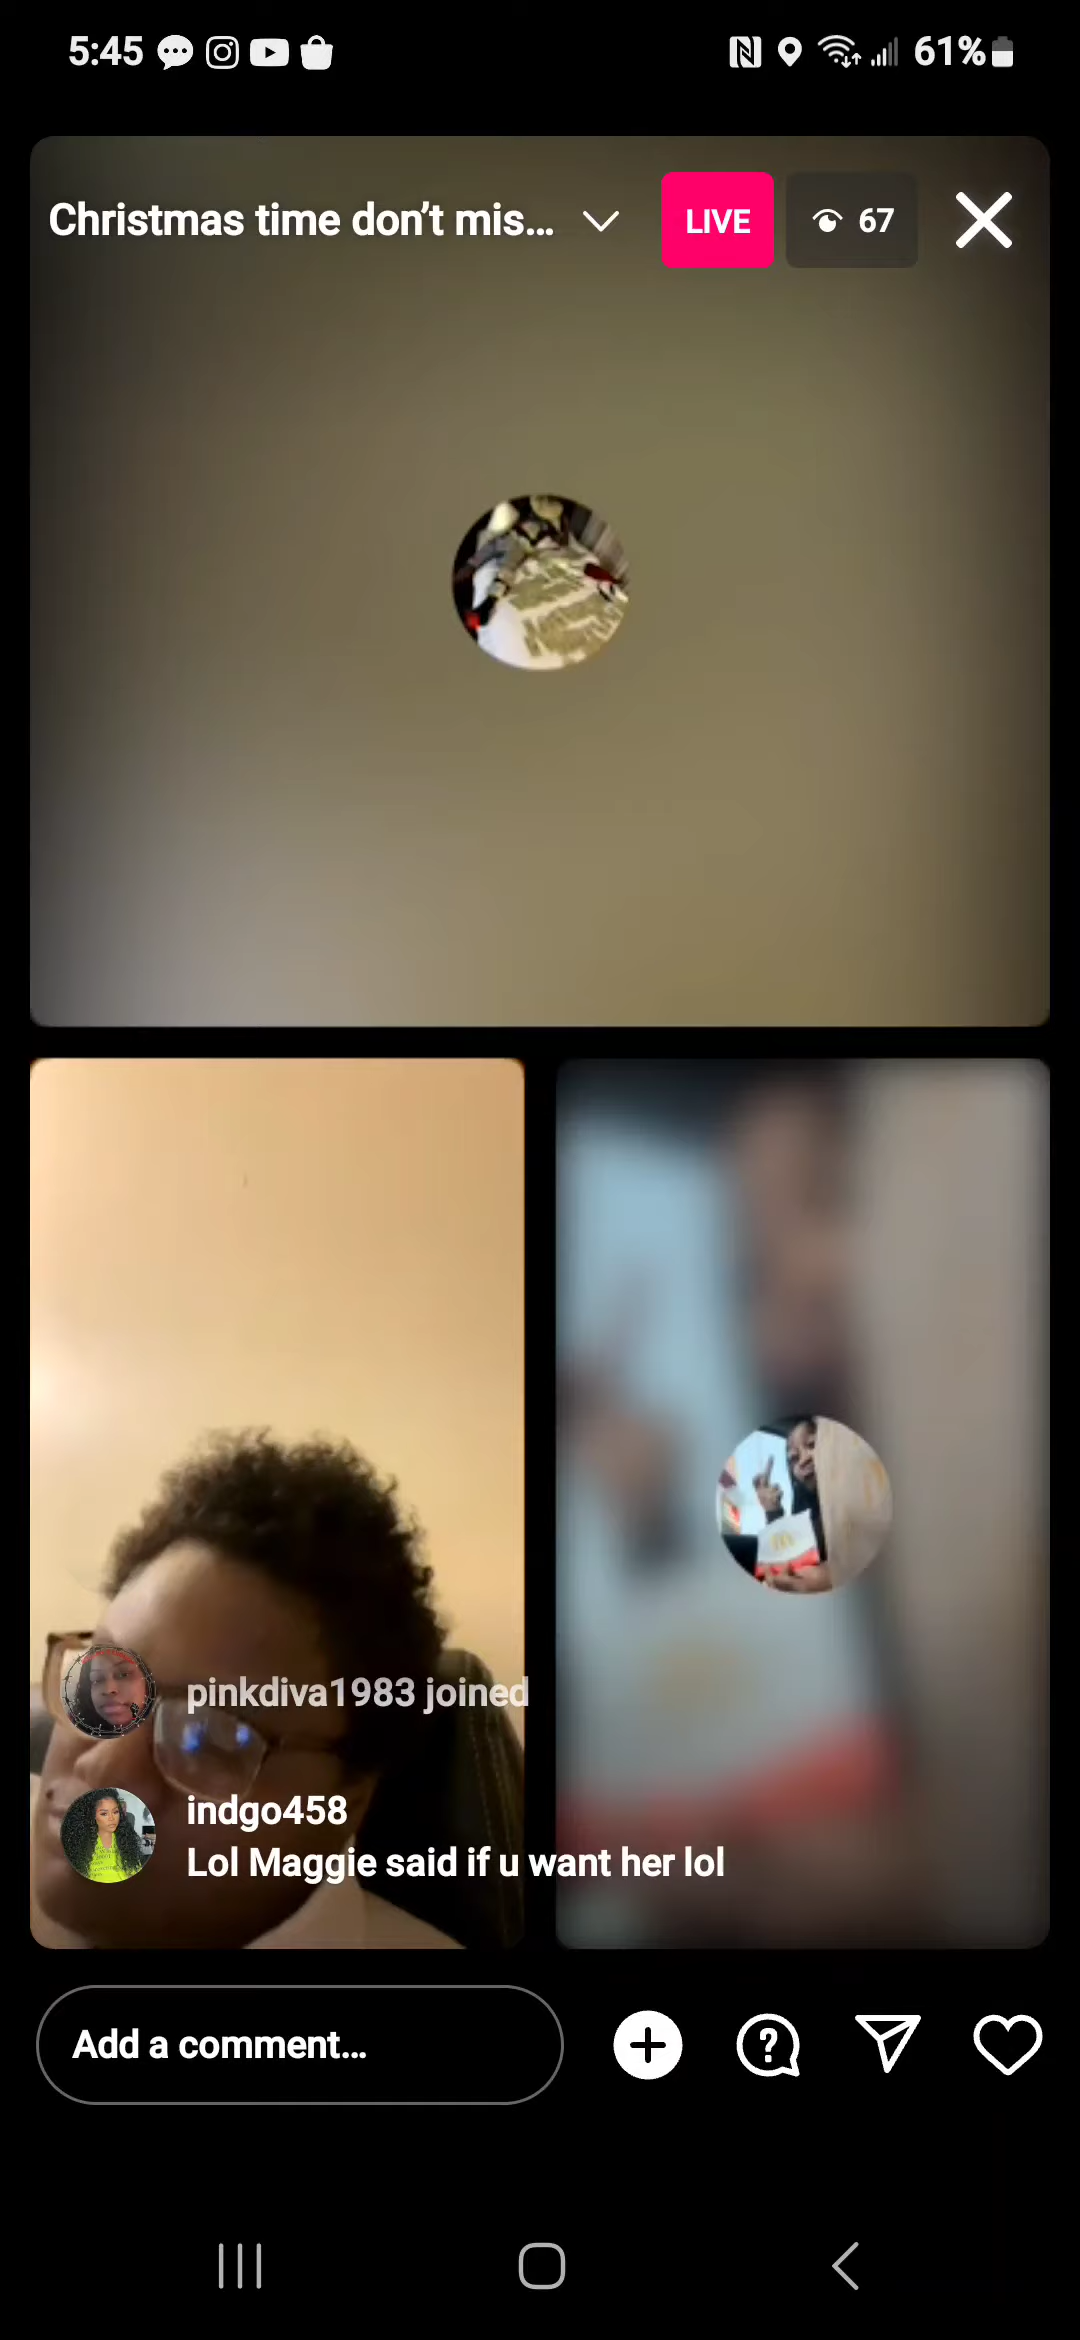 5:45
61%
Christmas time don’t mis...
LIVE
67
pinkdiva1983 joined
indgo458
Lol Maggie said if u want her lol
Add a comment...